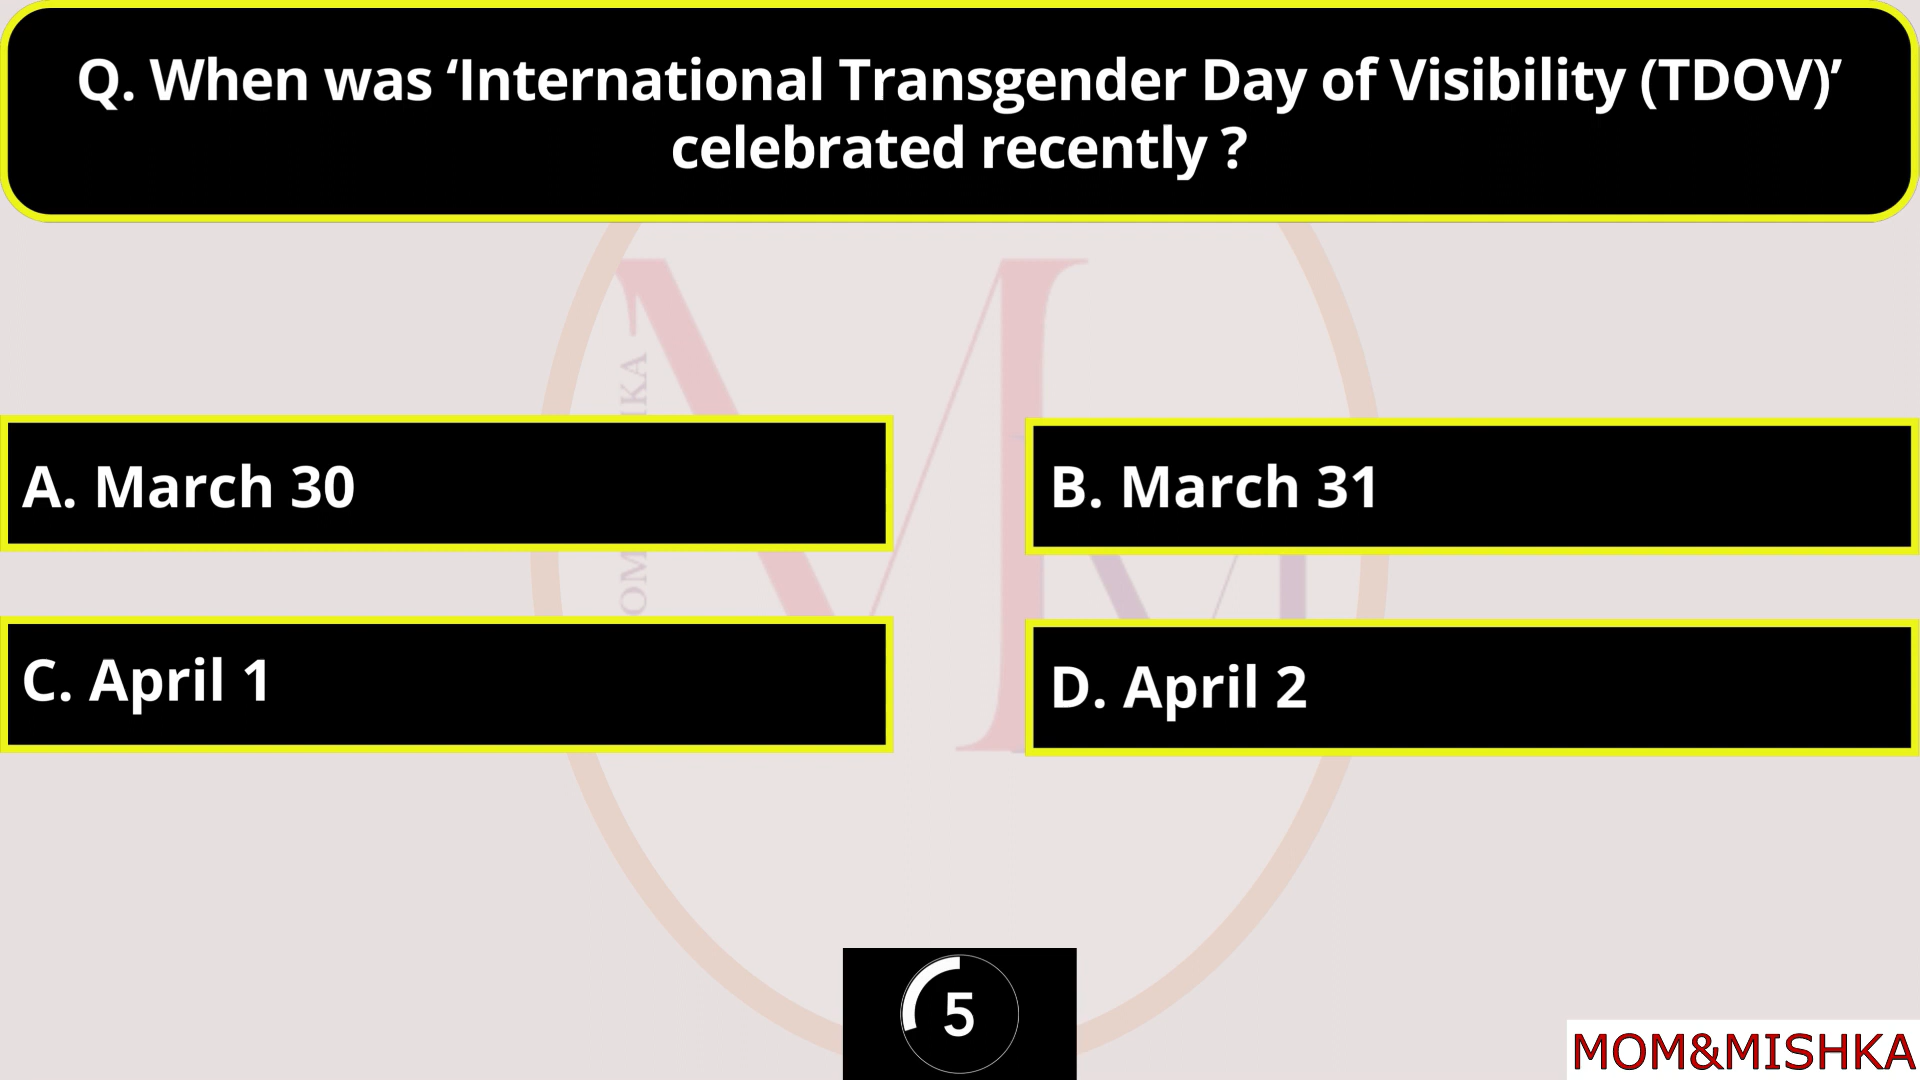 Q. When was ‘International Transgender Day of Visibility (TDOV)’
celebrated recently ?
A. March 30
B. March 31
C. April 1
D. April 2
5
MOM&MISHKA